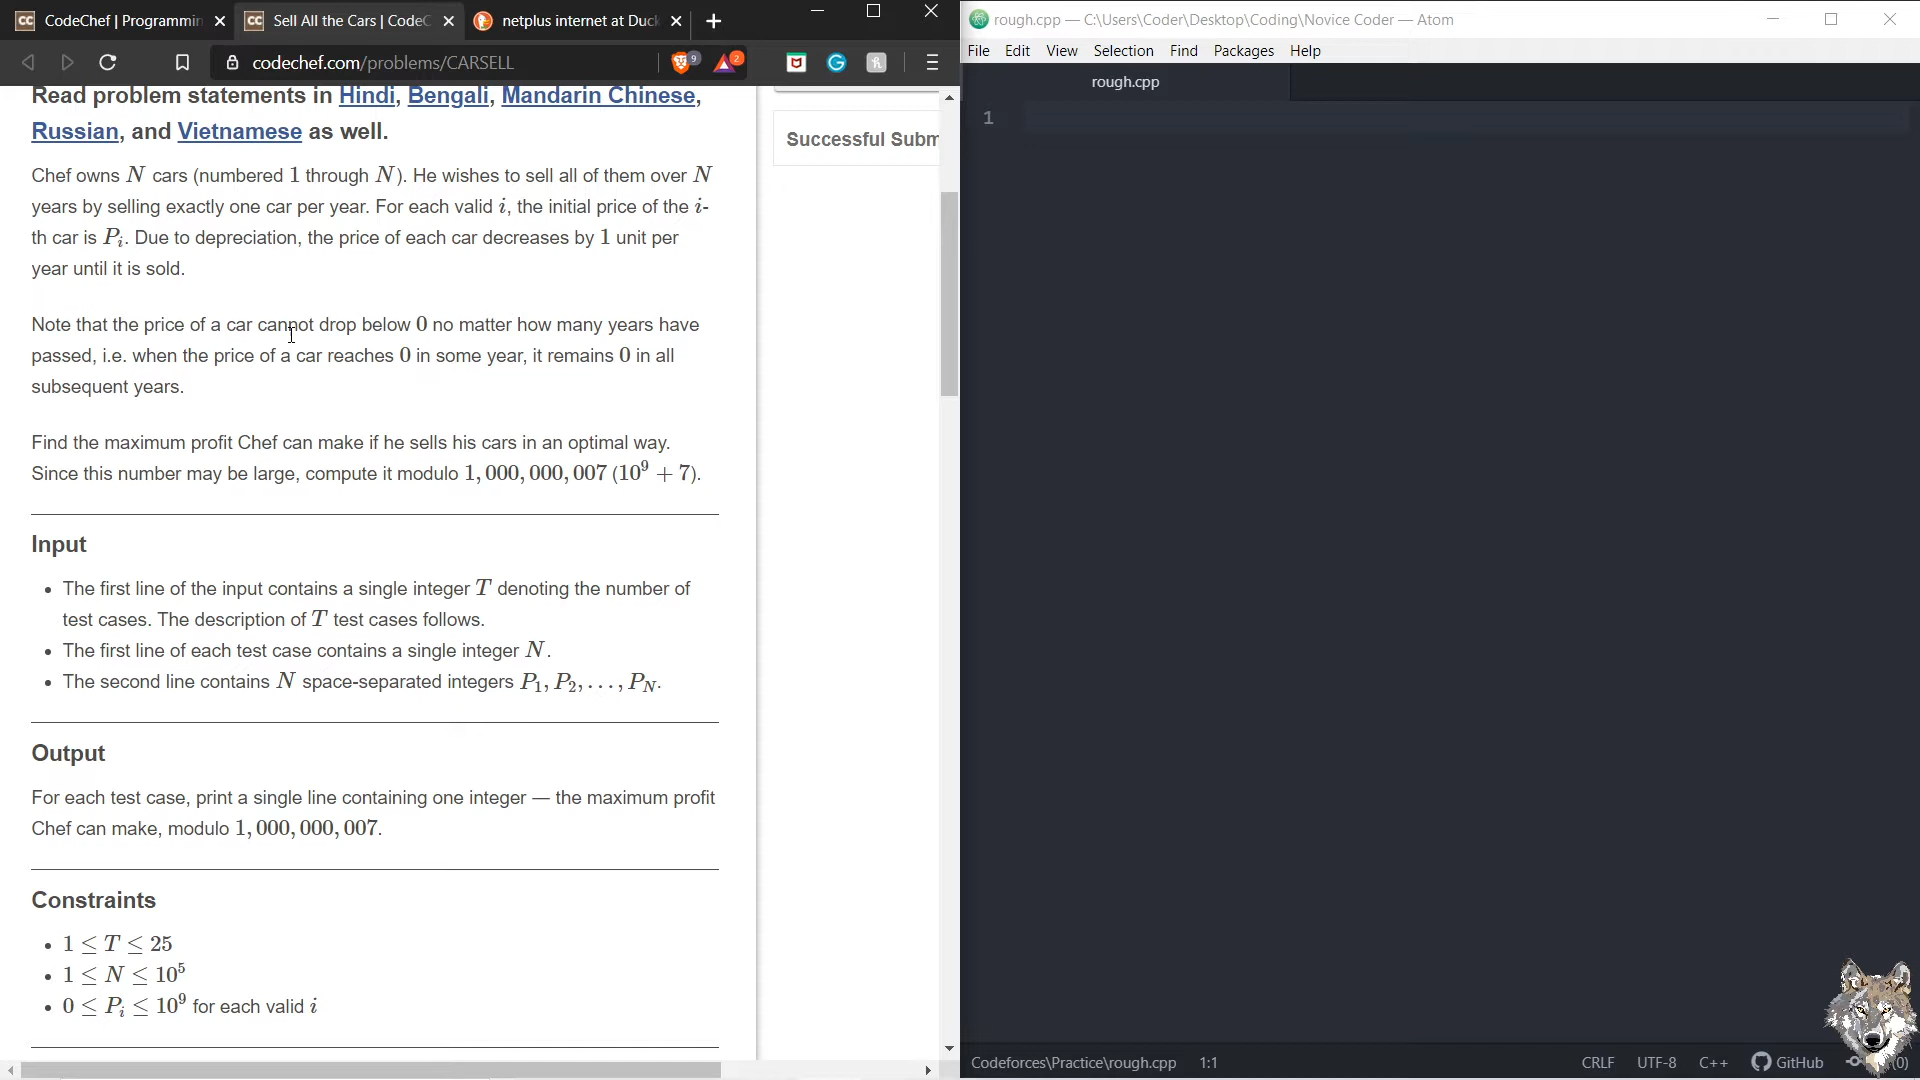 CodeChef | Programmin
Sell All the Cars | CodeC
netplus internet at Duck
codechef.com/problems/CARSELL
9
2
Read problem statements in Hindi, Bengali, Mandarin Chinese,
Russian, and Vietnamese as well.
Chef owns N cars (numbered 1 through N). He wishes to sell all of them over N
years by selling exactly one car per year. For each valid i, the initial price of the i-
th car is P_i. Due to depreciation, the price of each car decreases by 1 unit per
year until it is sold.
Note that the price of a car cannot drop below 0 no matter how many years have
passed, i.e. when the price of a car reaches 0 in some year, it remains 0 in all
subsequent years.
Find the maximum profit Chef can make if he sells his cars in an optimal way.
Since this number may be large, compute it modulo 1,000,000,007 (10^9 + 7).
Input
• The first line of the input contains a single integer T denoting the number of
test cases. The description of T test cases follows.
• The first line of each test case contains a single integer N.
• The second line contains N space-separated integers P_1, P_2, ..., P_N.
Output
For each test case, print a single line containing one integer — the maximum profit
Chef can make, modulo 1,000,000,007.
Constraints
• 1 ≤ T ≤ 25
• 1 ≤ N ≤ 10^5
• 0 ≤ P_i ≤ 10^9 for each valid i
Successful Subm
rough.cpp — C:\Users\Coder\Desktop\Coding\Novice Coder — Atom
File Edit View Selection Find Packages Help
rough.cpp
1
Codeforces\Practice\rough.cpp 1:1
CRLF UTF-8 C++ GitHub (0)